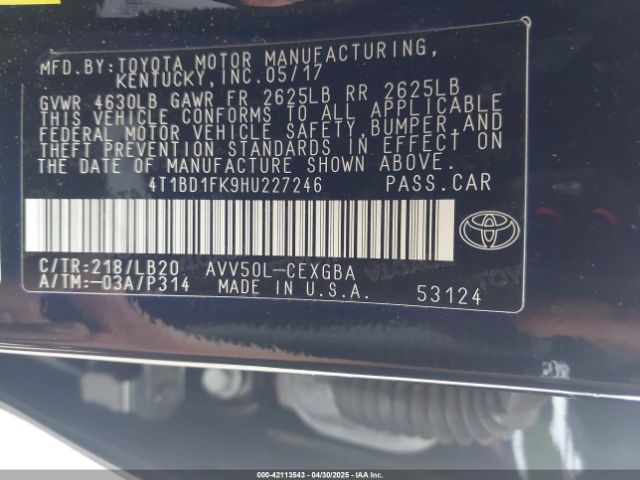 MFD.BY:TOYOTA MOTOR MANUFACTURING,
KENTUCKY, INC.05/17
GVWR 4630LB GAWR FR 2625LB RR 2625LB
THIS VEHICLE CONFORMS TO ALL APPLICABLE
FEDERAL MOTOR VEHICLE SAFETY,BUMPER,AND
THEFT PREVENTION STANDARDS IN EFFECT ON
THE DATE OF MANUFACTURE SHOWN ABOVE.
4T1BD1FK9HU227246 PASS.CAR
C/TR:218/LB20 AVV50L-CEXGBA
A/TM:-03A/P314 MADE IN U.S.A. 53124
000-42113543 - 04/30/2025 - IAA Inc.